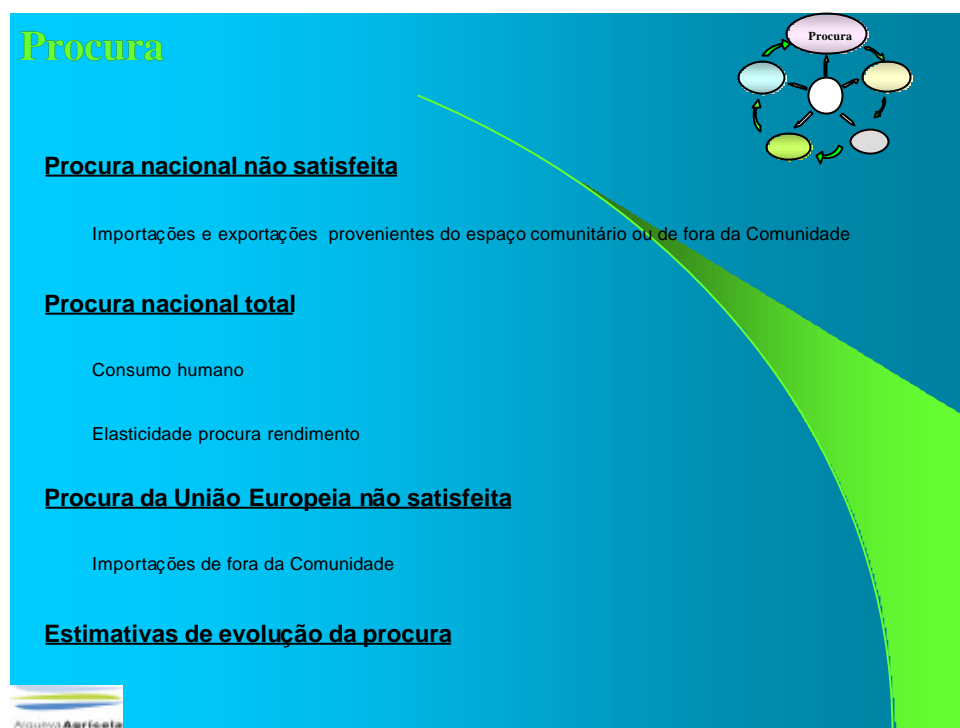 Procura
Procura
Procura nacional não satisfeita
Importações e exportações provenientes do espaço comunitário ou de fora da Comunidade
Procura nacional total
Consumo humano
Elasticidade procura rendimento
Procura da União Europeia não satisfeita
Importações de fora da Comunidade
Estimativas de evolução da procura
Alqueva Agrícola